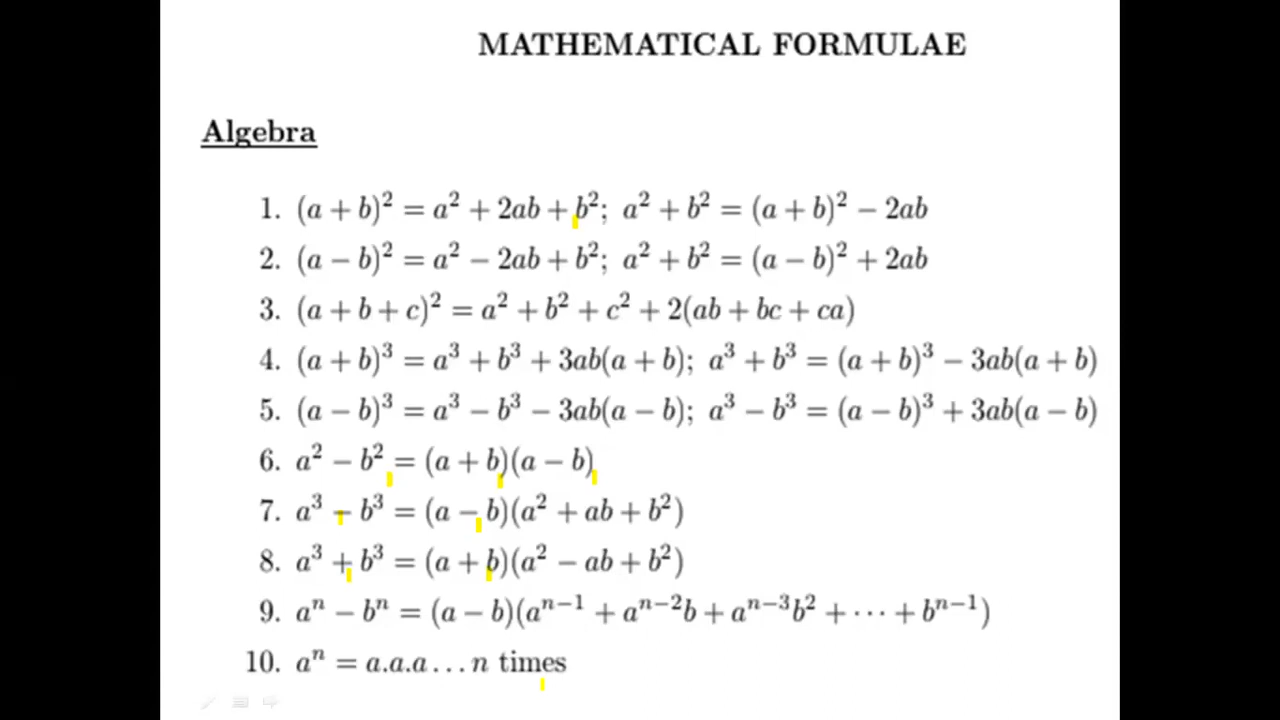 MATHEMATICAL FORMULAE
Algebra
1. (a + b)² = a² + 2ab + b²; a² + b² = (a + b)² − 2ab
2. (a − b)² = a² − 2ab + b²; a² + b² = (a − b)² + 2ab
3. (a + b + c)² = a² + b² + c² + 2(ab + bc + ca)
4. (a + b)³ = a³ + b³ + 3ab(a + b); a³ + b³ = (a + b)³ − 3ab(a + b)
5. (a − b)³ = a³ − b³ − 3ab(a − b); a³ − b³ = (a − b)³ + 3ab(a − b)
6. a² − b² = (a + b)(a − b)
7. a³ − b³ = (a − b)(a² + ab + b²)
8. a³ + b³ = (a + b)(a² − ab + b²)
9. aⁿ − bⁿ = (a − b)(aⁿ⁻¹ + aⁿ⁻²b + aⁿ⁻³b² + ⋯ + bⁿ⁻¹)
10. aⁿ = a.a.a . . . n times